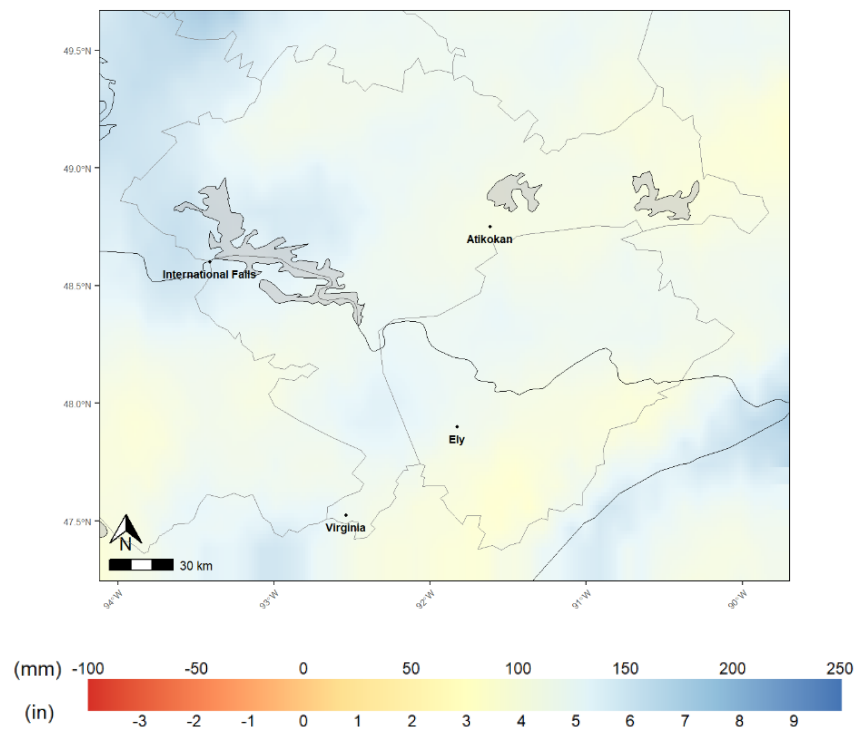 49.5°N
49.0°N
Atikokan
International Falls
48.5°N
48.0°N
Ely
47.5°N
Virginia
N
30 km
94°W 93°W 92°W 91°W 90°W
(mm) -100 -50 0 50 100 150 200 250
(in) -3 -2 -1 0 1 2 3 4 5 6 7 8 9